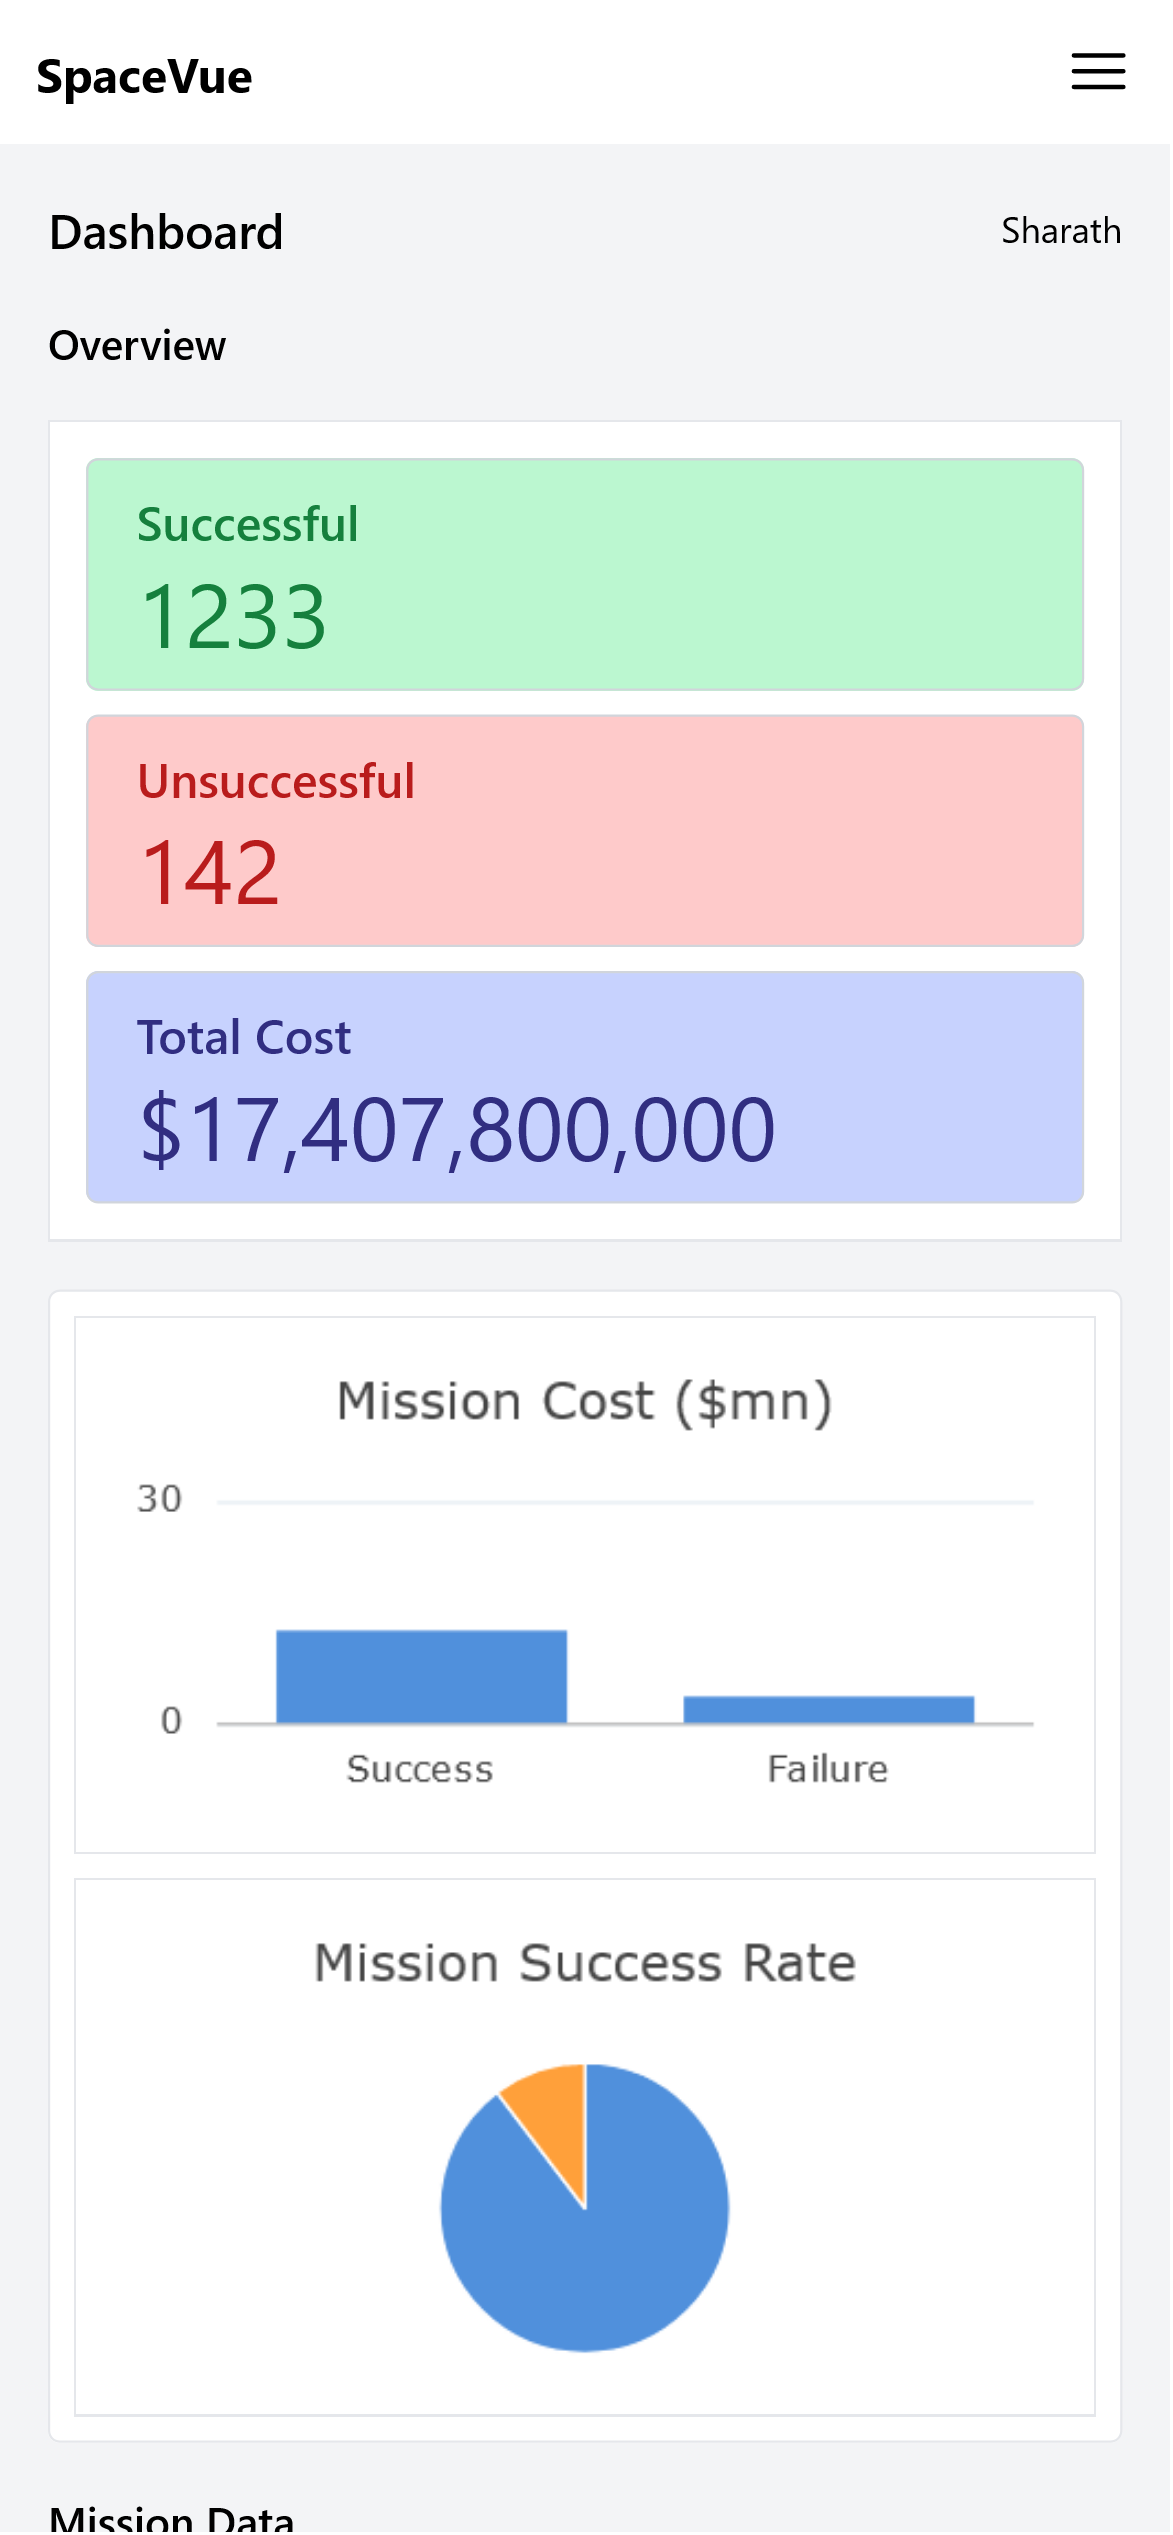 SpaceVue
Dashboard
Sharath
Overview
Successful
1233
Unsuccessful
142
Total Cost
$17,407,800,000
Mission Cost ($mn)
30
0
Success
Failure
Mission Success Rate
Mission Data